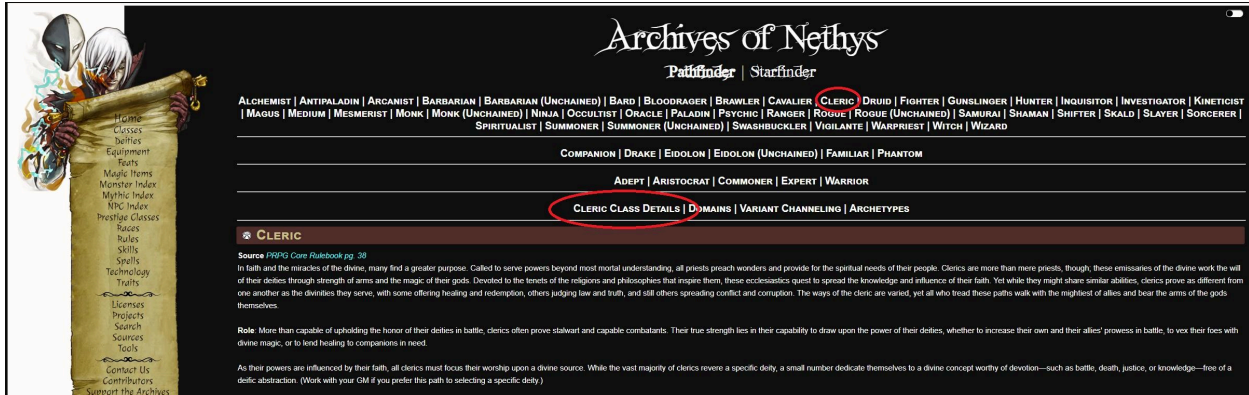 Archives of Nethys
Pathfinder | Starfinder
ALCHEMIST | ANTIPALADIN | ARCANIST | BARBARIAN | BARBARIAN (UNCHAINED) | BARD | BLOODRAGER | BRAWLER | CAVALIER | CLERIC | DRUID | FIGHTER | GUNSLINGER | HUNTER | INQUISITOR | INVESTIGATOR | KINETICIST
| MAGUS | MEDIUM | MESMERIST | MONK | MONK (UNCHAINED) | NINJA | OCCULTIST | ORACLE | PALADIN | PSYCHIC | RANGER | ROGUE | ROGUE (UNCHAINED) | SAMURAI | SHAMAN | SHIFTER | SKALD | SLAYER | SORCERER |
SPIRITUALIST | SUMMONER | SUMMONER (UNCHAINED) | SWASHBUCKLER | VIGILANTE | WARPRIEST | WITCH | WIZARD
COMPANION | DRAKE | EIDOLON | EIDOLON (UNCHAINED) | FAMILIAR | PHANTOM
ADEPT | ARISTOCRAT | COMMONER | EXPERT | WARRIOR
CLERIC CLASS DETAILS | DOMAINS | VARIANT CHANNELING | ARCHETYPES
Home
Classes
Deities
Equipment
Feats
Magic Items
Monster Index
Mythic Index
NPC Index
Prestige Classes
Races
Rules
Skills
Spells
Technology
Traits
Licenses
Projects
Search
Sources
Tools
Contact Us
Contributors
Support the Archives
CLERIC
Source PRPG Core Rulebook pg. 38
In faith and the miracles of the divine, many find a greater purpose. Called to serve powers beyond most mortal understanding, all priests preach wonders and provide for the spiritual needs of their people. Clerics are more than mere priests, though; these emissaries of the divine work the will
of their deities through strength of arms and the magic of their gods. Devoted to the tenets of the religions and philosophies that inspire them, these ecclesiastics quest to spread the knowledge and influence of their faith. Yet while they might share similar abilities, clerics prove as different from
one another as the divinities they serve, with some offering healing and redemption, others judging law and truth, and still others spreading conflict and corruption. The ways of the cleric are varied, yet all who tread these paths walk with the mightiest of allies and bear the arms of the gods
themselves.
Role: More than capable of upholding the honor of their deities in battle, clerics often prove stalwart and capable combatants. Their true strength lies in their capability to draw upon the power of their deities, whether to increase their own and their allies' prowess in battle, to vex their foes with
divine magic, or to lend healing to companions in need.
As their powers are influenced by their faith, all clerics must focus their worship upon a divine source. While the vast majority of clerics revere a specific deity, a small number dedicate themselves to a divine concept worthy of devotion—such as battle, death, justice, or knowledge—free of a
deific abstraction. (Work with your GM if you prefer this path to selecting a specific deity.)